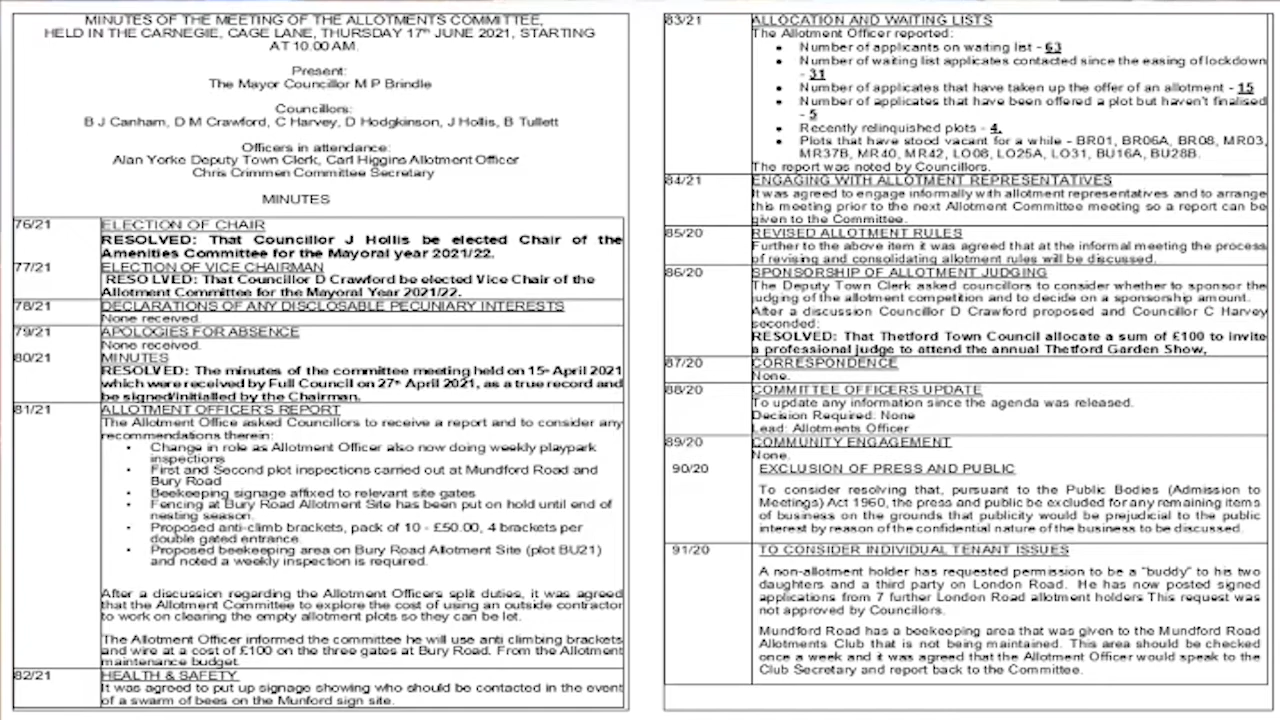 MINUTES OF THE MEETING OF THE ALLOTMENTS COMMITTEE,
HELD IN THE CARNEGIE, CAGE LANE, THURSDAY 17th JUNE 2021, STARTING
AT 10.00AM.
Present:
The Mayor Councillor M P Brindle
Councillors:
B J Canham, D M Crawford, C Harvey, D Hodgkinson, J Hollis, B Tullett
Officers in attendance:
Alan Yorke Deputy Town Clerk, Carl Higgins Allotment Officer
Chris Crimmen Committee Secretary
MINUTES
76/21 ELECTION OF CHAIR
RESOLVED: That Councillor J Hollis be elected Chair of the
Amenities Committee for the Mayoral year 2021/22.
77/21 ELECTION OF VICE CHAIRMAN
RESOLVED: That Councillor D Crawford be elected Vice Chair of the
Allotment Committee for the Mayoral Year 2021/22.
78/21 DECLARATIONS OF ANY DISCLOSABLE PECUNIARY INTERESTS
None received.
79/21 APOLOGIES FOR ABSENCE
None received.
80/21 MINUTES
RESOLVED: The minutes of the committee meeting held on 15th April 2021
which were received by Full Council on 27th April 2021, as a true record and
be signed/initialled by the Chairman.
81/21 ALLOTMENT OFFICER'S REPORT
The Allotment Office asked Councillors to receive a report and to consider any
recommendations therein:
• Change in role as Allotment Officer also now doing weekly playpark
inspections
• First and Second plot inspections carried out at Mundford Road and
Bury Road
• Beekeeping signage affixed to relevant site gates
• Fencing at Bury Road Allotment Site has been put on hold until end of
nesting season.
• Proposed anti-climb brackets, pack of 10 - £50.00, 4 brackets per
double gated entrance.
• Proposed beekeeping area on Bury Road Allotment Site (plot BU21)
and noted a weekly inspection is required.
After a discussion regarding the Allotment Officers split duties, it was agreed
that the Allotment Committee to explore the cost of using an outside contractor
to work on clearing the empty allotment plots so they can be let.
The Allotment Officer informed the committee he will use anti climbing brackets
and wire at a cost of £100 on the three gates at Bury Road. From the Allotment
maintenance budget.
82/21 HEALTH & SAFETY
It was agreed to put up signage showing who should be contacted in the event
of a swarm of bees on the Munford sign site.
83/21 ALLOCATION AND WAITING LISTS
The Allotment Officer reported:
• Number of applicants on waiting list - 63
• Number of waiting list applicates contacted since the easing of lockdown
- 31
• Number of applicates that have taken up the offer of an allotment - 15
• Number of applicates that have been offered a plot but haven't finalised
- 5
• Recently relinquished plots - 4.
• Plots that have stood vacant for a while - BR01, BR06A, BR08, MR03,
MR37B, MR40, MR42, LO08, LO25A, LO31, BU16A, BU28B.
The report was noted by Councillors.
84/21 ENGAGING WITH ALLOTMENT REPRESENTATIVES
It was agreed to engage informally with allotment representatives and to arrange
this meeting prior to the next Allotment Committee meeting so a report can be
given to the Committee.
85/20 REVISED ALLOTMENT RULES
Further to the above item it was agreed that at the informal meeting the process
of revising and consolidating allotment rules will be discussed.
86/20 SPONSORSHIP OF ALLOTMENT JUDGING
The Deputy Town Clerk asked councillors to consider whether to sponsor the
judging of the allotment competition and to decide on a sponsorship amount.
After a discussion Councillor D Crawford proposed and Councillor C Harvey
seconded:
RESOLVED: That Thetford Town Council allocate a sum of £100 to invite
a professional judge to attend the annual Thetford Garden Show,
87/20 CORRESPONDENCE
None.
88/20 COMMITTEE OFFICERS UPDATE
To update any information since the agenda was released.
Decision Required: None
Lead: Allotments Officer
89/20 COMMUNITY ENGAGEMENT
None.
90/20 EXCLUSION OF PRESS AND PUBLIC
To consider resolving that, pursuant to the Public Bodies (Admission to
Meetings) Act 1960, the press and public be excluded for any remaining items
of business on the grounds that publicity would be prejudicial to the public
interest by reason of the confidential nature of the business to be discussed.
91/20 TO CONSIDER INDIVIDUAL TENANT ISSUES
A non-allotment holder has requested permission to be a "buddy" to his two
daughters and a third party on London Road. He has now posted signed
applications from 7 further London Road allotment holders This request was
not approved by Councillors.
Mundford Road has a beekeeping area that was given to the Mundford Road
Allotments Club that is not being maintained. This area should be checked
once a week and it was agreed that the Allotment Officer would speak to the
Club Secretary and report back to the Committee.